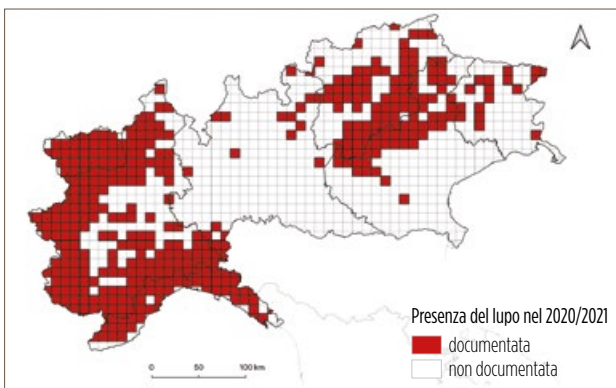 Presenza del lupo nel 2020/2021
documentata
non documentata
0 50 100 km